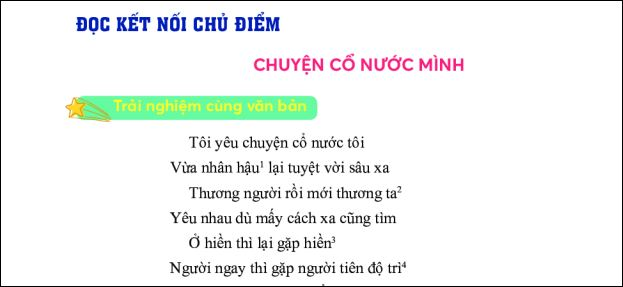 ĐỌC KẾT NỐI CHỦ ĐIỂM
CHUYỆN CỔ NƯỚC MÌNH
Trải nghiệm cùng văn bản
Tôi yêu chuyện cổ nước tôi
Vừa nhân hậu¹ lại tuyệt vời sâu xa
Thương người rồi mới thương ta²
Yêu nhau dù mấy cách xa cũng tìm
Ở hiền thì lại gặp hiền³
Người ngay thì gặp người tiên độ trì⁴